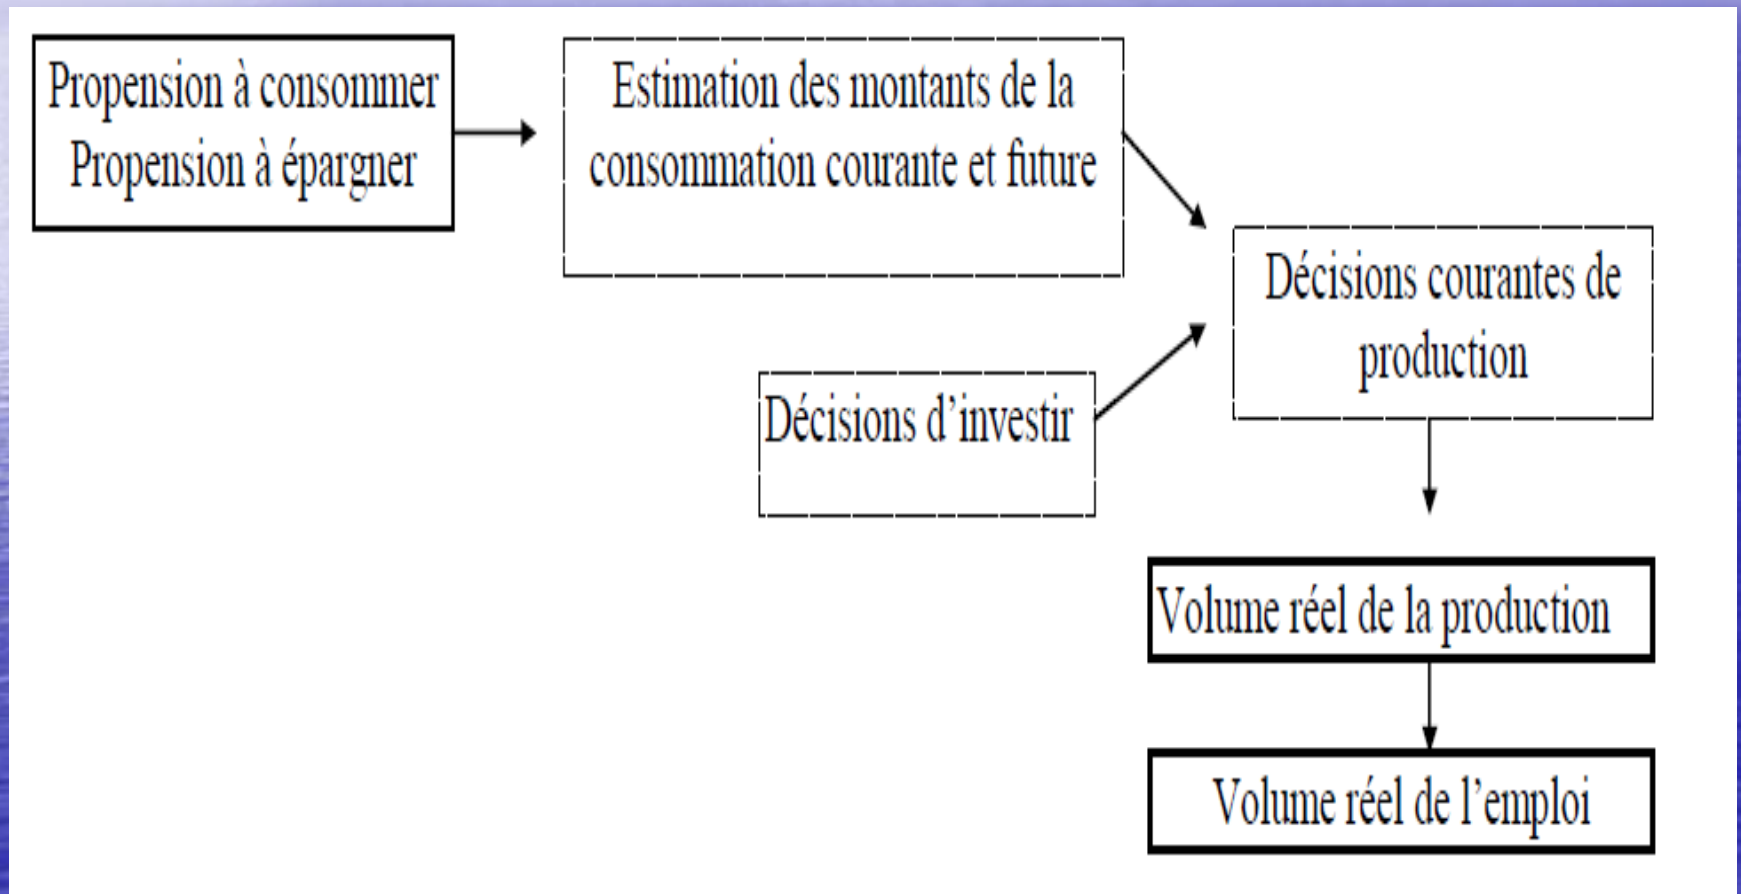 Propension à consommer
Propension à épargner
Estimation des montants de la
consommation courante et future
Décisions courantes de
production
Décisions d’investir
Volume réel de la production
Volume réel de l’emploi